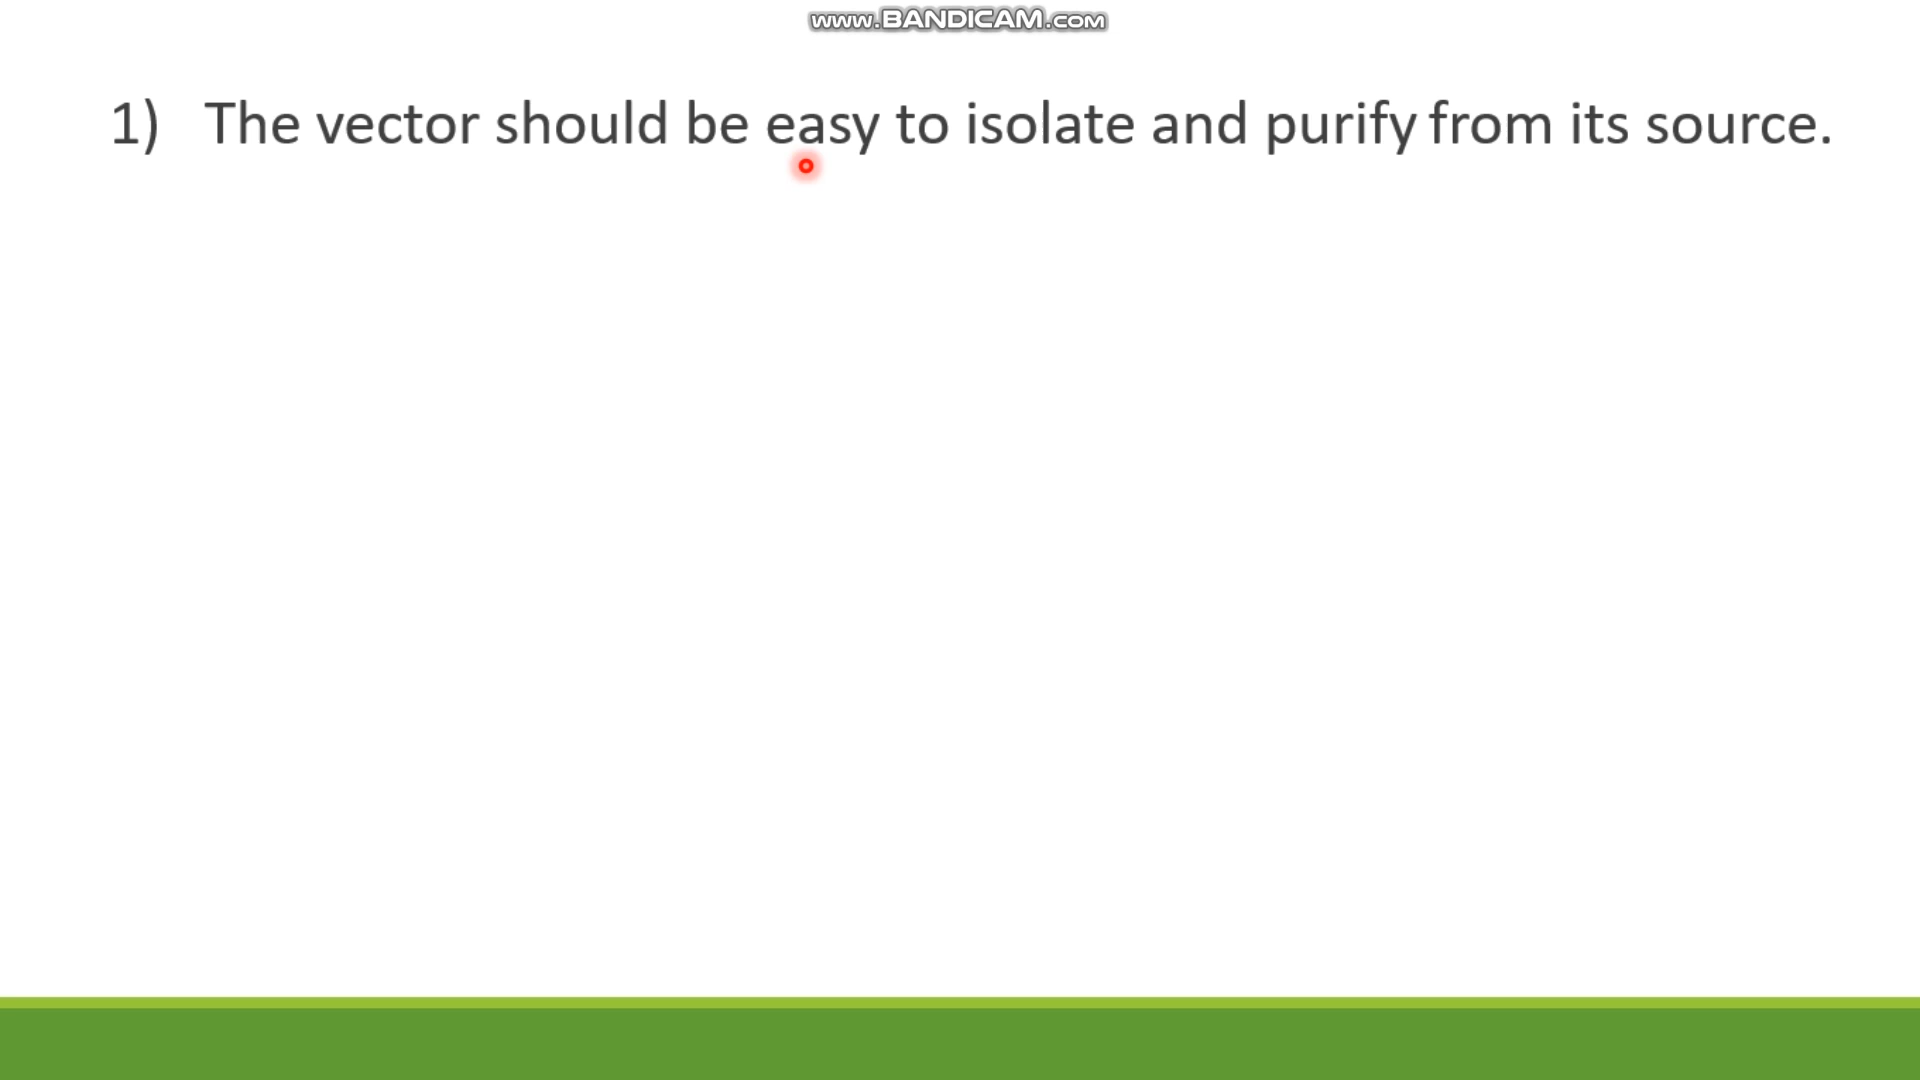 www.BANDICAM.com
1) The vector should be easy to isolate and purify from its source.